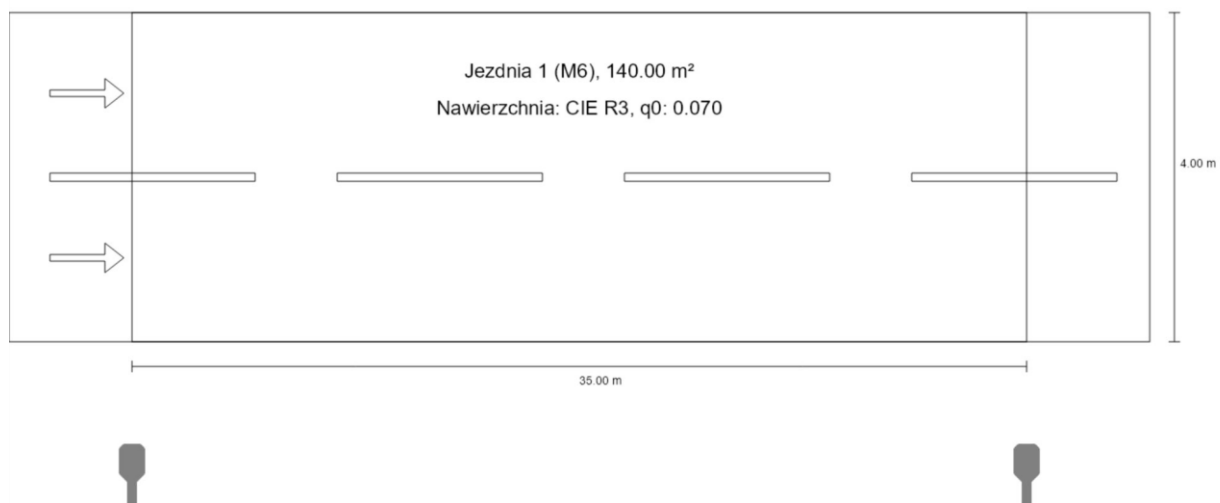 Jezdnia 1 (M6), 140.00 m²
Nawierzchnia: CIE R3, q0: 0.070
4.00 m
35.00 m